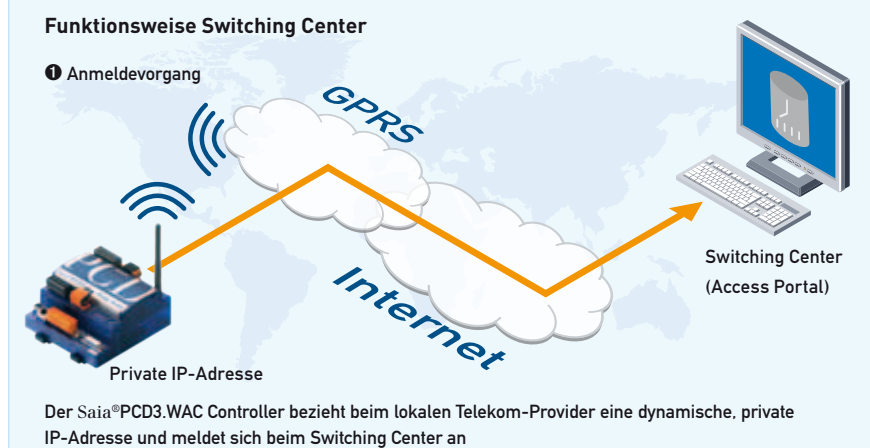 Funktionsweise Switching Center
❶ Anmeldevorgang
GPRS
Internet
PCD
Switching Center
(Access Portal)
Private IP-Adresse
Der Saia®PCD3.WAC Controller bezieht beim lokalen Telekom-Provider eine dynamische, private
IP-Adresse und meldet sich beim Switching Center an